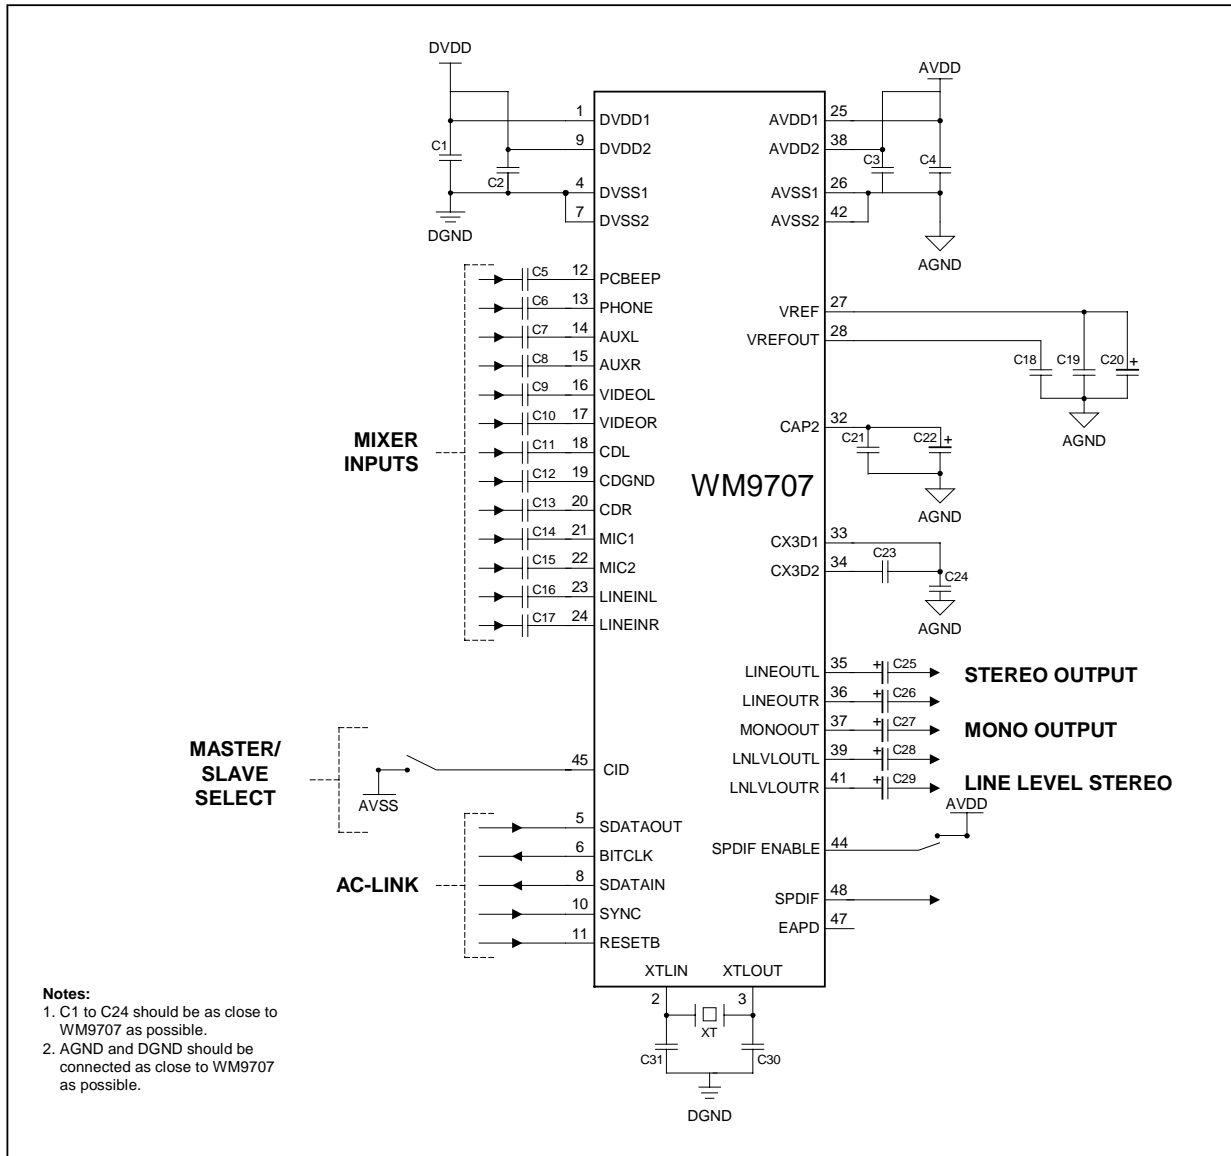 DVDD
AVDD
1 DVDD1
AVDD1 25
C1
9 DVDD2
AVDD2 38
C3
C4
C2
4 DVSS1
AVSS1 26
7 DVSS2
AVSS2 42
DGND
AGND
C5 12 PCBEEP
C6 13 PHONE
C7 14 AUXL
C8 15 AUXR
C9 16 VIDEOL
C10 17 VIDEOR
C11 18 CDL
C12 19 CDGND
C13 20 CDR
C14 21 MIC1
C15 22 MIC2
C16 23 LINEINL
C17 24 LINEINR
MIXER
INPUTS
WM9707
VREF 27
VREFOUT 28
C18
C19
C20 +
AGND
CAP2 32
C21
C22 +
AGND
CX3D1 33
CX3D2 34
C23
C24
AGND
LINEOUTL 35 + C25
STEREO OUTPUT
LINEOUTR 36 + C26
MONOOUT 37 + C27
MONO OUTPUT
LNLVLOUTL 39 + C28
LNLVLOUTR 41 + C29
LINE LEVEL STEREO
MASTER/
SLAVE
SELECT
AVSS
45 CID
AVDD
SPDIF ENABLE 44
SPDIF 48
EAPD 47
AC-LINK
5 SDATAOUT
6 BITCLK
8 SDATAIN
10 SYNC
11 RESETB
XTLIN XTLOUT
2 3
XT
C31
C30
DGND
Notes:
1. C1 to C24 should be as close to
WM9707 as possible.
2. AGND and DGND should be
connected as close to WM9707
as possible.